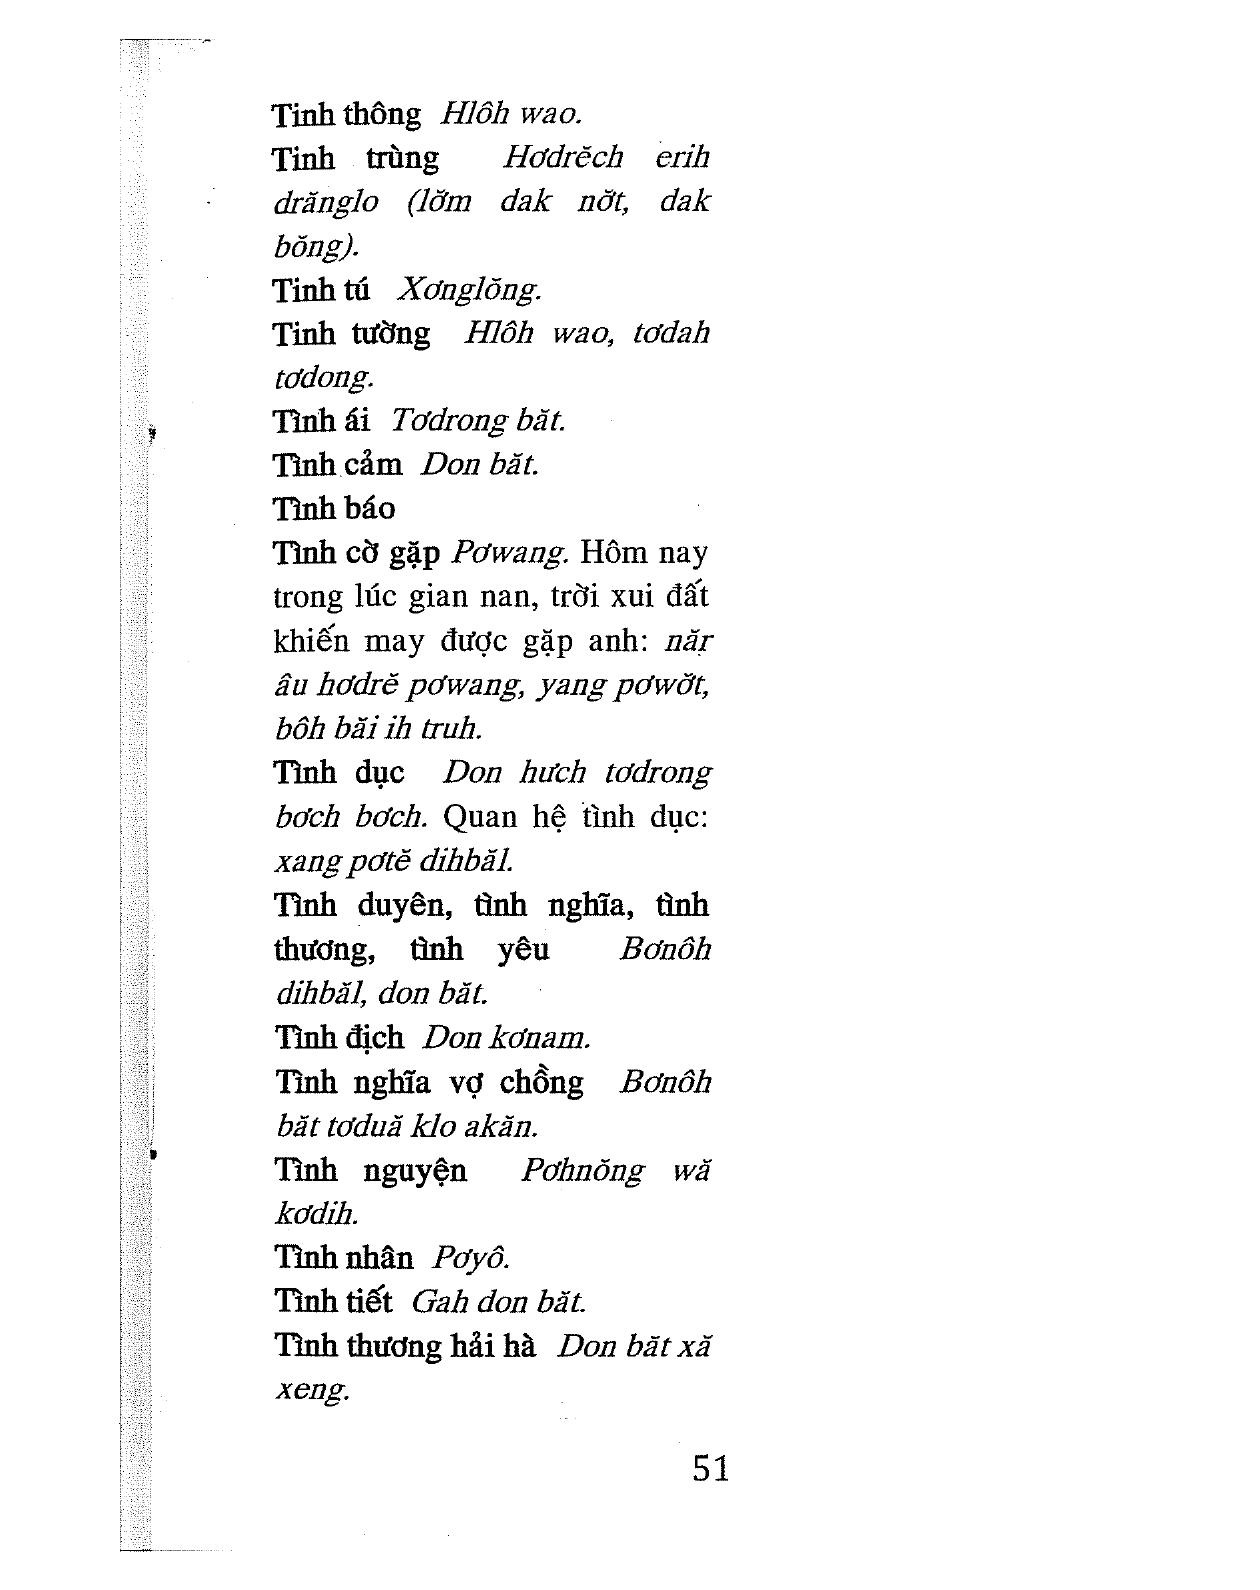 Tinh thông Hlôh wao.
Tinh trùng Hơdrĕch erih
drănglo (lơ̆m dak nơ̆t, dak
bŏng).
Tinh tú Xơnglŏng.
Tinh tường Hlôh wao, tơdah
tơdong.
Tình ái Tơdrong băt.
Tình cảm Don băt.
Tình báo
Tình cờ gặp Pơwang. Hôm nay
trong lúc gian nan, trời xui đất
khiến may được gặp anh: năr
âu hơdrĕ pơwang, yang pơwơ̆t,
bôh băi ih truh.
Tình dục Don hưch tơdrong
bơch bơch. Quan hệ tình dục:
xang pơtĕ dihbăl.
Tình duyên, tình nghĩa, tình
thương, tình yêu Bơnôh
dihbăl, don băt.
Tình địch Don kơnam.
Tình nghĩa vợ chồng Bơnôh
băt tơduă klo akăn.
Tình nguyện Pơhnŏng wă
kơdih.
Tình nhân Pơyô.
Tình tiết Gah don băt.
Tình thương hải hà Don băt xă
xeng.
51